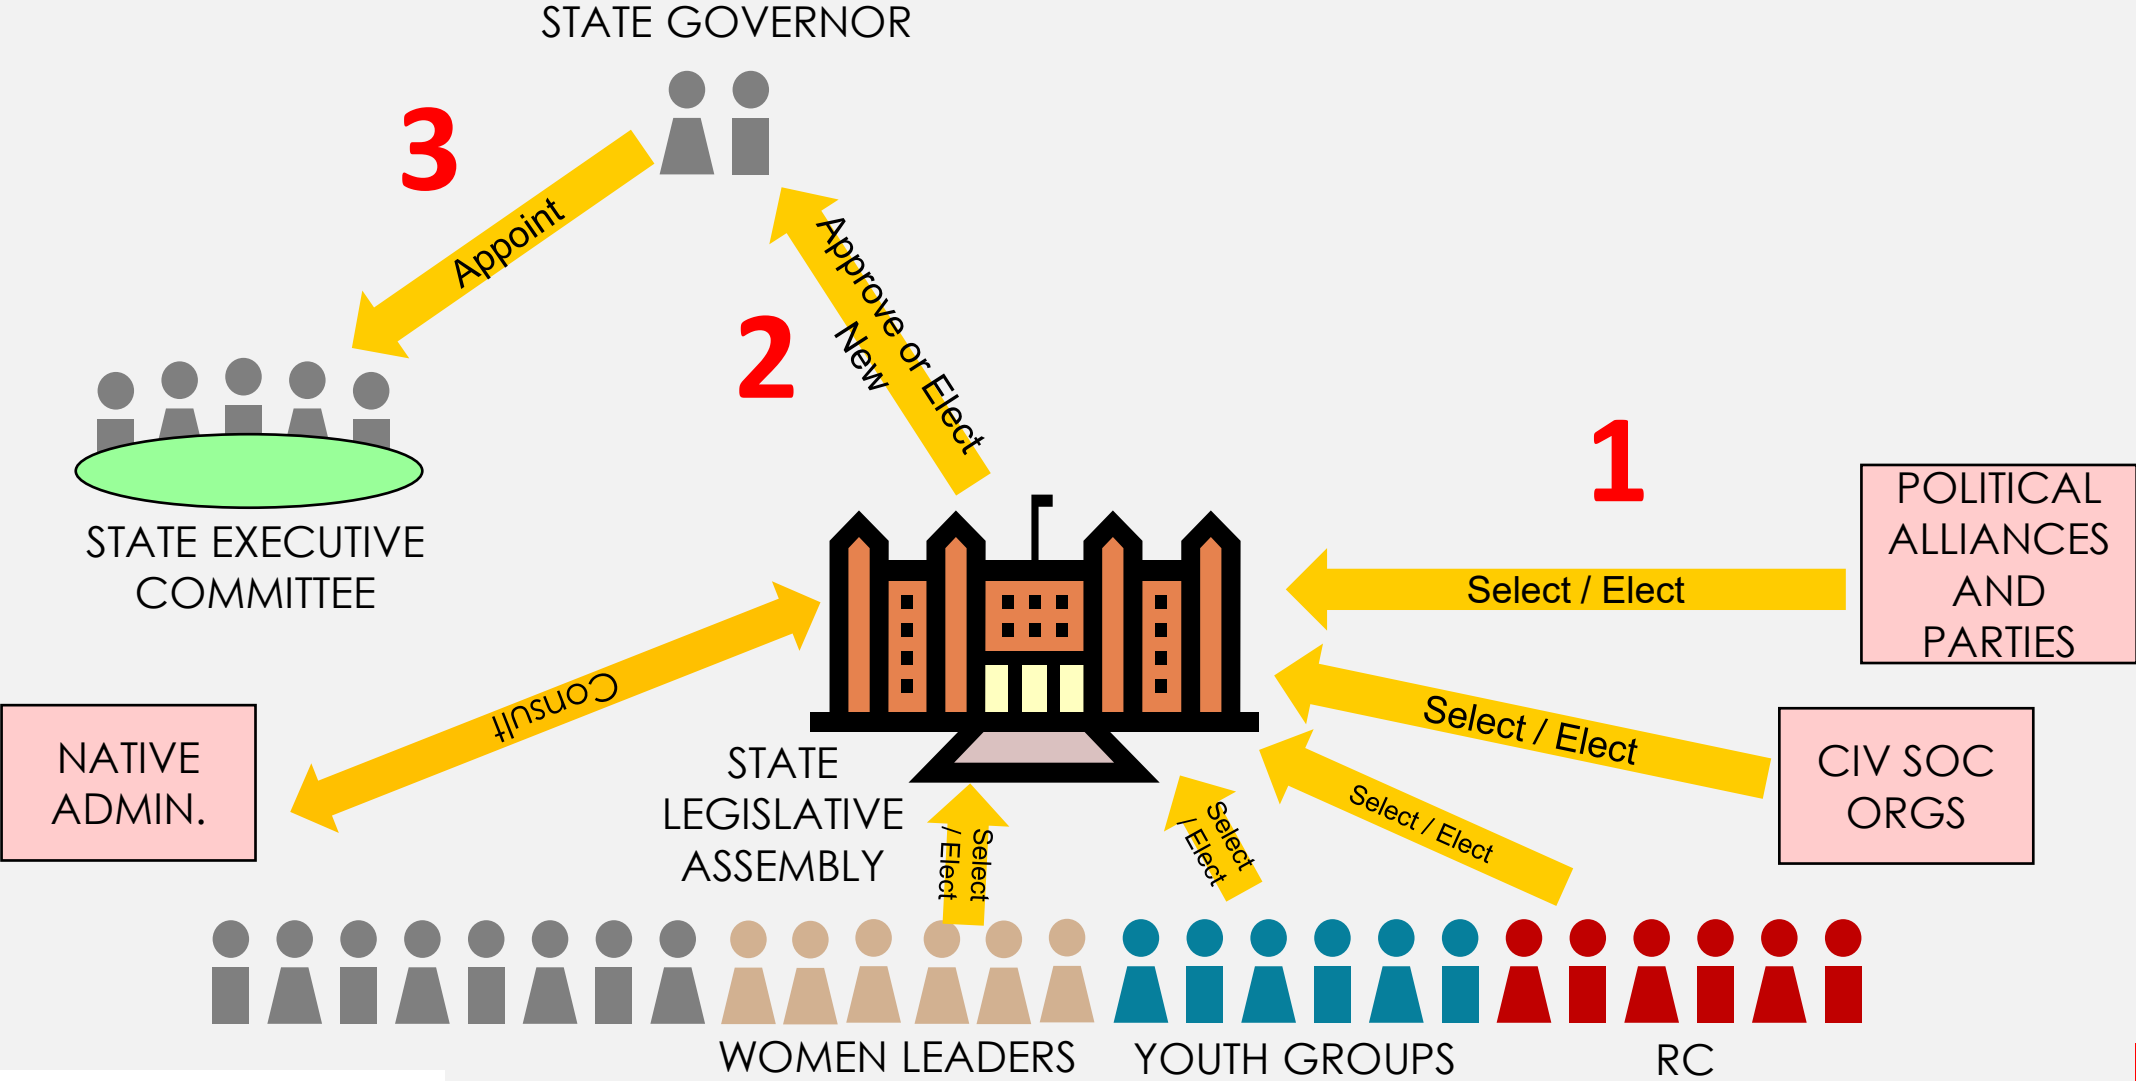 STATE GOVERNOR
3
Appoint
Approve or Elect
New
2
1
STATE EXECUTIVE
COMMITTEE
POLITICAL
ALLIANCES
AND
PARTIES
Select / Elect
Consult
Select / Elect
NATIVE
ADMIN.
CIV SOC
ORGS
STATE
LEGISLATIVE
ASSEMBLY
Select
/ Elect
Select
/ Elect
Select / Elect
WOMEN LEADERS
YOUTH GROUPS
RC